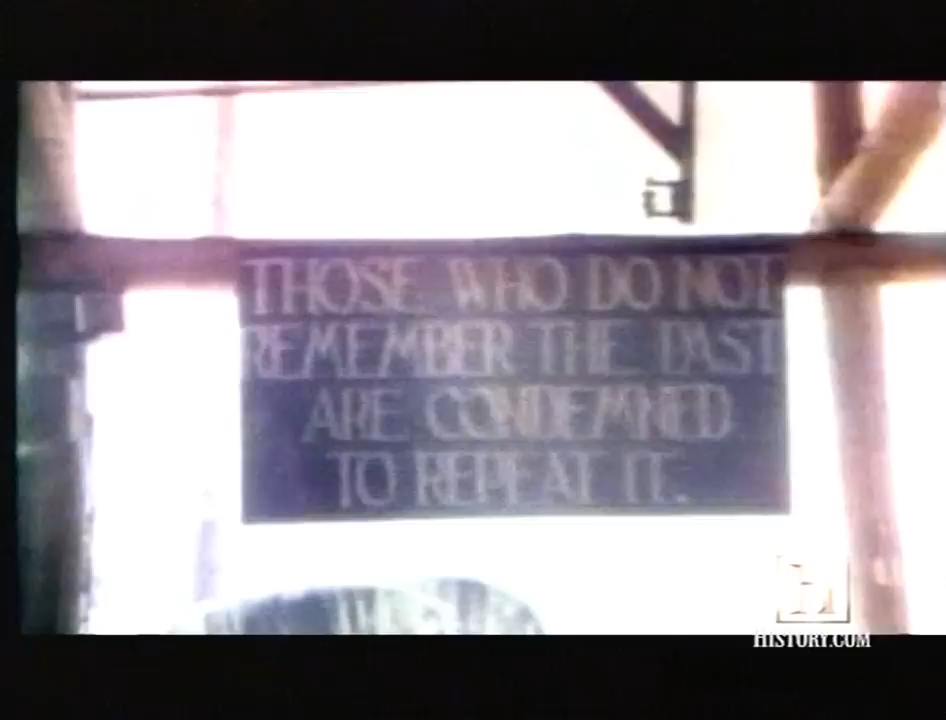 THOSE WHO DO NOT
REMEMBER THE PAST
ARE CONDEMNED
TO REPEAT IT.
H
HISTORY.COM